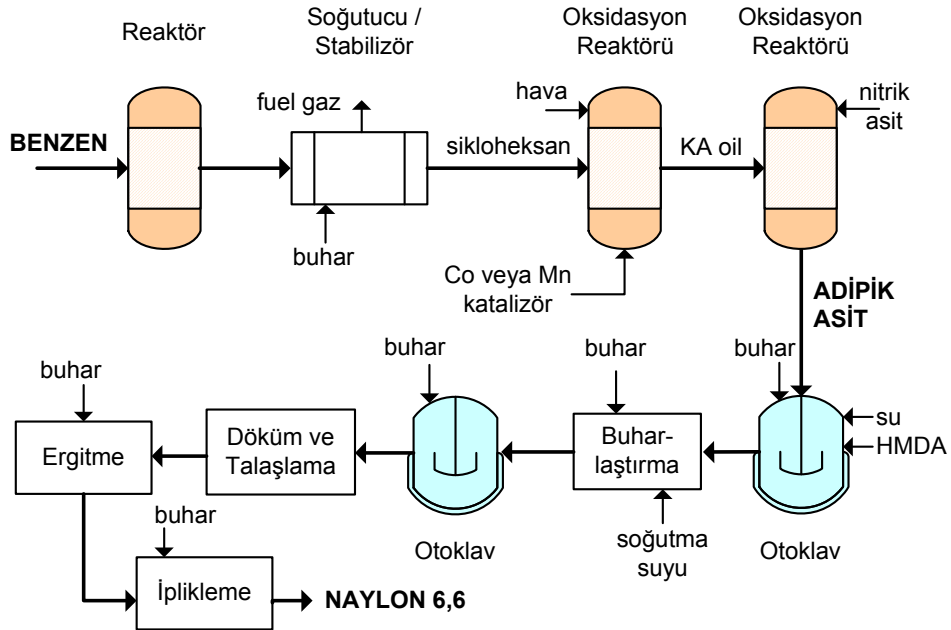 Reaktör
Soğutucu /
Stabilizör
Oksidasyon
Reaktörü
Oksidasyon
Reaktörü
fuel gaz
hava
nitrik
asit
BENZEN
sikloheksan
KA oil
buhar
Co veya Mn
katalizör
ADİPİK
ASİT
buhar
buhar
buhar
buhar
su
HMDA
Ergitme
Döküm ve
Talaşlama
Buhar-
laştırma
buhar
Otoklav
soğutma
suyu
Otoklav
İplikleme
NAYLON 6,6